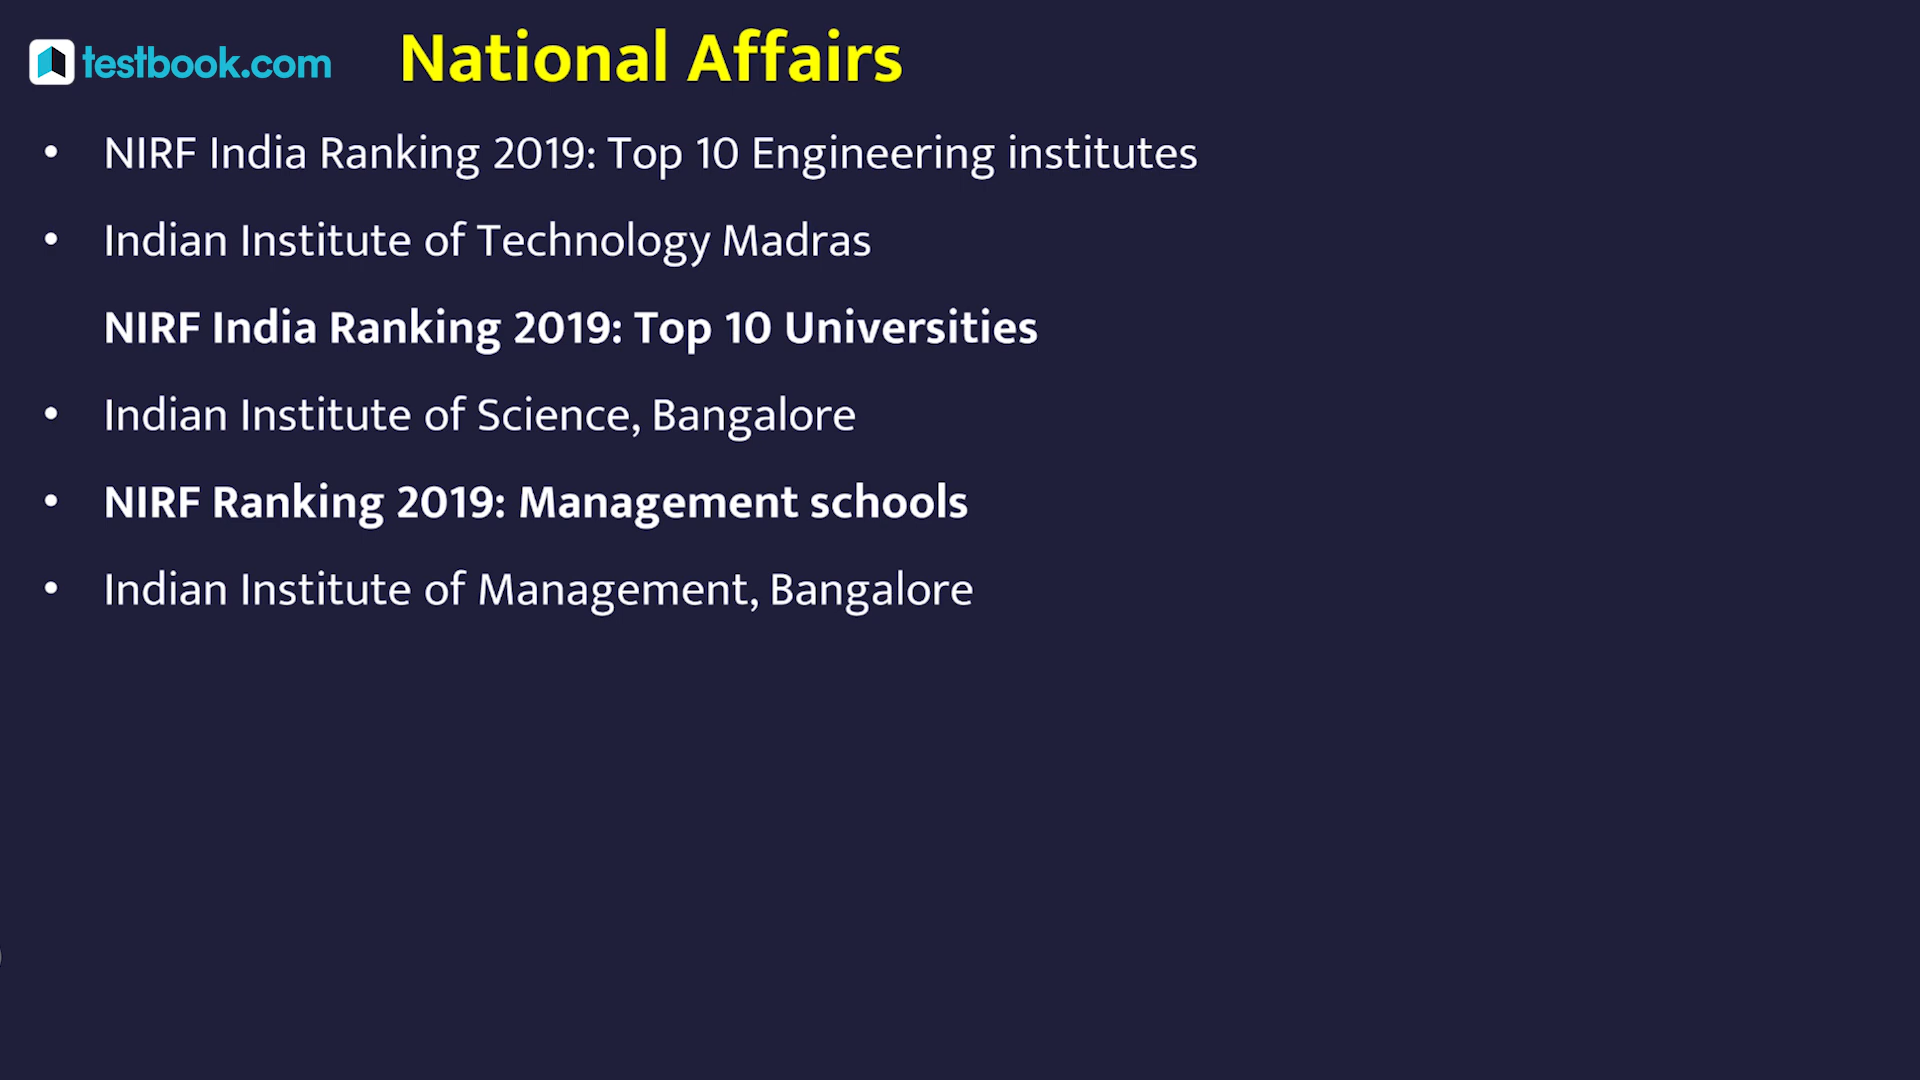 testbook.com
National Affairs
• NIRF India Ranking 2019: Top 10 Engineering institutes
• Indian Institute of Technology Madras
NIRF India Ranking 2019: Top 10 Universities
• Indian Institute of Science, Bangalore
• NIRF Ranking 2019: Management schools
• Indian Institute of Management, Bangalore